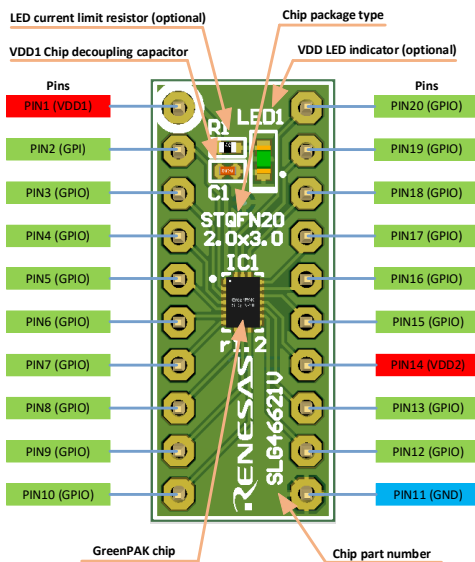 LED current limit resistor (optional)
Chip package type
VDD1 Chip decoupling capacitor
VDD LED indicator (optional)
Pins
Pins
PIN1 (VDD1)
PIN2 (GPI)
PIN3 (GPIO)
PIN4 (GPIO)
PIN5 (GPIO)
PIN6 (GPIO)
PIN7 (GPIO)
PIN8 (GPIO)
PIN9 (GPIO)
PIN10 (GPIO)
R1
LED1
C1
STQFN20
2.0x3.0
IC1
GreenPAK
RENESAS
SLG46621V
PIN20 (GPIO)
PIN19 (GPIO)
PIN18 (GPIO)
PIN17 (GPIO)
PIN16 (GPIO)
PIN15 (GPIO)
PIN14 (VDD2)
PIN13 (GPIO)
PIN12 (GPIO)
PIN11 (GND)
GreenPAK chip
Chip part number